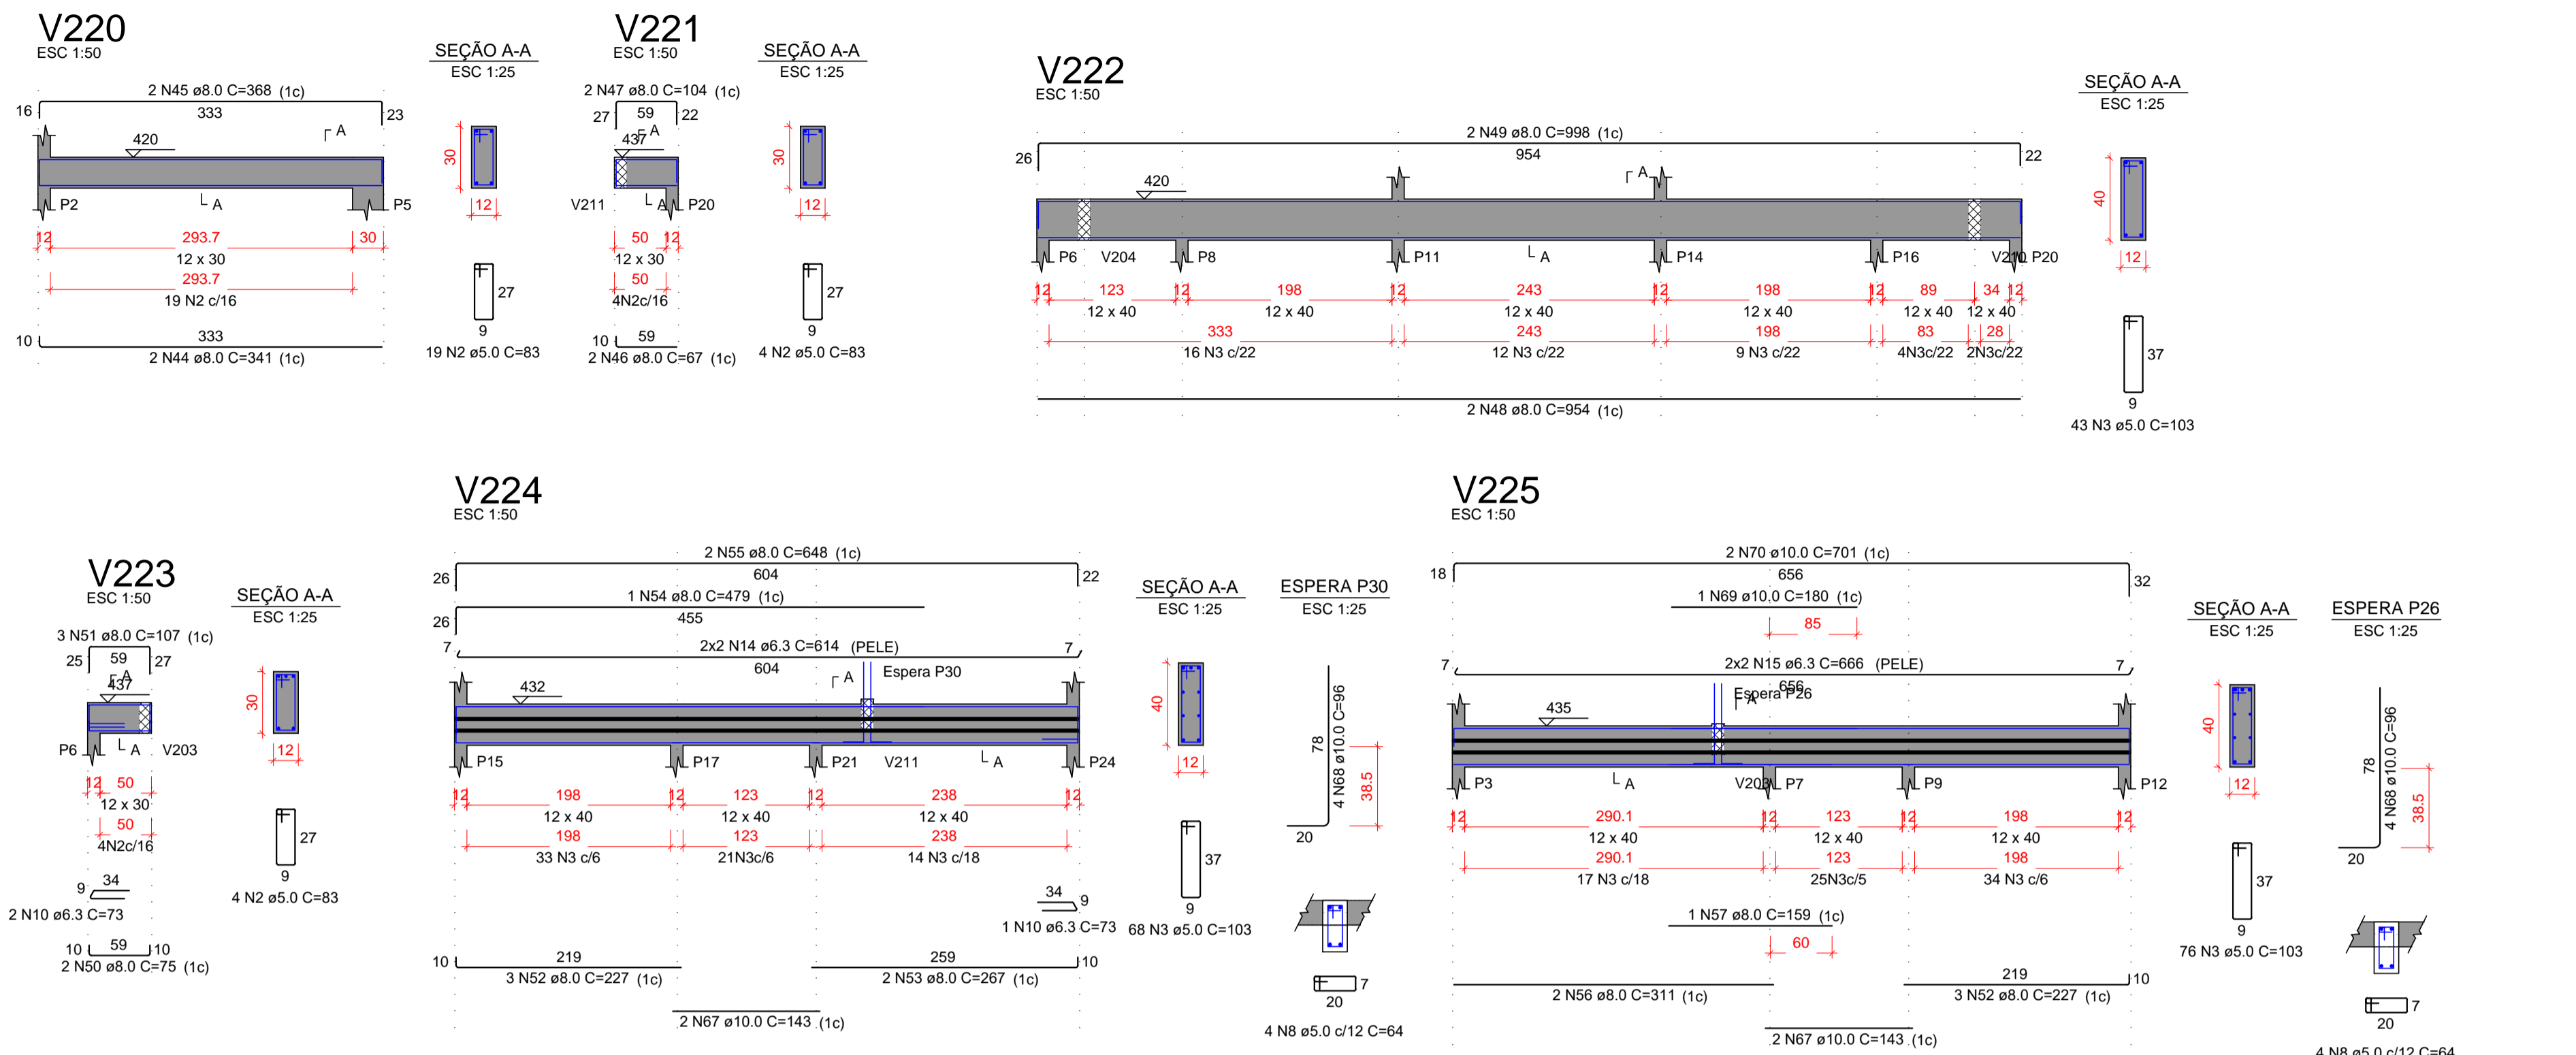 V220
ESC 1:50
2 N45 ø8.0 C=368 (1c)
16
333
23
A
420
A
P2
P5
12
293.7
30
12 x 30
293.7
19 N2 c/16
10
333
2 N44 ø8.0 C=341 (1c)
SEÇÃO A-A
ESC 1:25
30
12
27
9
19 N2 ø5.0 C=83
V221
ESC 1:50
2 N47 ø8.0 C=104 (1c)
27
59
22
A
437
V211
A
P20
50
12
12 x 30
50
4N2c/16
10
59
2 N46 ø8.0 C=67 (1c)
SEÇÃO A-A
ESC 1:25
30
12
27
9
4 N2 ø5.0 C=83
V222
ESC 1:50
2 N49 ø8.0 C=998 (1c)
26
954
22
A
420
P6
V204
P8
P11
A
P14
P16
V210
P20
12
123
12
198
12
243
12
198
12
89
34
12
12 x 40
12 x 40
12 x 40
12 x 40
12 x 40
12 x 40
333
243
198
83
28
16 N3 c/22
12 N3 c/22
9 N3 c/22
4N3c/22
2N3c/22
2 N48 ø8.0 C=954 (1c)
SEÇÃO A-A
ESC 1:25
40
12
37
9
43 N3 ø5.0 C=103
V223
ESC 1:50
3 N51 ø8.0 C=107 (1c)
25
59
27
A
437
P6
A
V203
12
50
12 x 30
50
4N2c/16
9
34
2 N10 ø6.3 C=73
10
59
10
2 N50 ø8.0 C=75 (1c)
SEÇÃO A-A
ESC 1:25
30
12
27
9
4 N2 ø5.0 C=83
V224
ESC 1:50
2 N55 ø8.0 C=648 (1c)
26
604
22
1 N54 ø8.0 C=479 (1c)
26
455
7
2x2 N14 ø6.3 C=614 (PELE)
7
604
A
Espera P30
432
P15
P17
P21
V211
A
P24
12
198
12
123
12
238
12
12 x 40
12 x 40
12 x 40
198
123
238
33 N3 c/6
21N3c/6
14 N3 c/18
34
9
1 N10 ø6.3 C=73
10
219
259
10
3 N52 ø8.0 C=227 (1c)
2 N53 ø8.0 C=267 (1c)
2 N67 ø10.0 C=143 (1c)
SEÇÃO A-A
ESC 1:25
40
12
37
9
68 N3 ø5.0 C=103
ESPERA P30
ESC 1:25
78
4 N68 ø10.0 C=96
38.5
20
7
20
4 N8 ø5.0 c/12 C=64
V225
ESC 1:50
2 N70 ø10.0 C=701 (1c)
18
656
32
1 N69 ø10.0 C=180 (1c)
85
7
2x2 N15 ø6.3 C=666 (PELE)
7
656
Espera P26
A
435
P3
A
V203
P7
P9
P12
12
290.1
12
123
12
198
12
12 x 40
12 x 40
12 x 40
290.1
123
198
17 N3 c/18
25N3c/5
34 N3 c/6
1 N57 ø8.0 C=159 (1c)
60
219
10
2 N56 ø8.0 C=311 (1c)
3 N52 ø8.0 C=227 (1c)
2 N67 ø10.0 C=143 (1c)
SEÇÃO A-A
ESC 1:25
40
12
37
9
76 N3 ø5.0 C=103
ESPERA P26
ESC 1:25
78
4 N68 ø10.0 C=96
38.5
20
7
20
4 N8 ø5.0 c/12 C=64